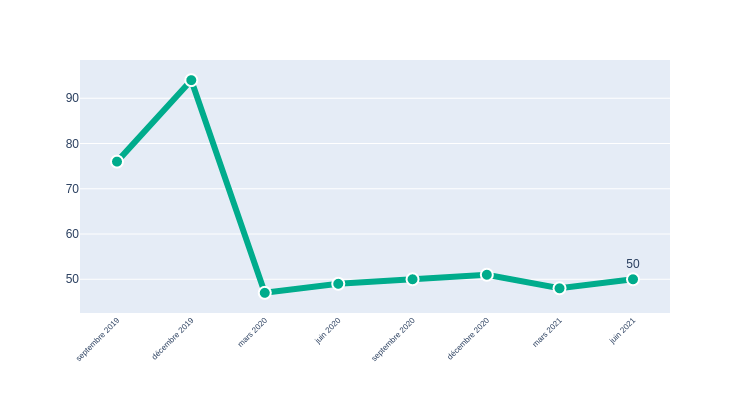 90
80
70
60
50
50
septembre 2019
décembre 2019
mars 2020
juin 2020
septembre 2020
décembre 2020
mars 2021
juin 2021